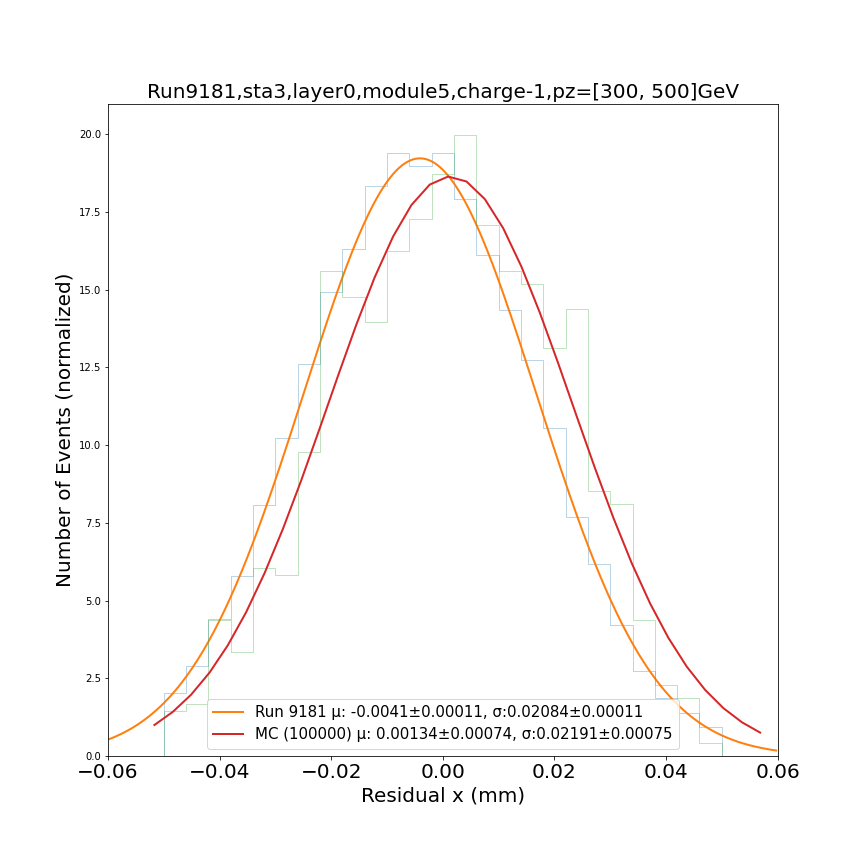 Run9181,sta3,layer0,module5,charge-1,pz=[300, 500]GeV
Number of Events (normalized)
20.0
17.5
15.0
12.5
10.0
7.5
5.0
2.5
0.0
Run 9181 μ: -0.0041±0.00011, σ:0.02084±0.00011
MC (100000) μ: 0.00134±0.00074, σ:0.02191±0.00075
−0.06 −0.04 −0.02 0.00 0.02 0.04 0.06
Residual x (mm)